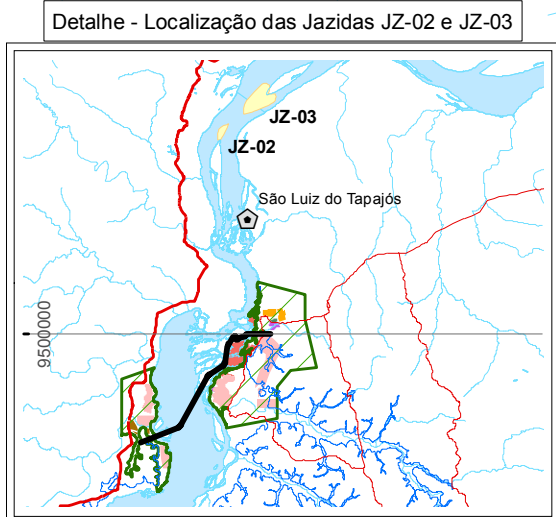 Detalhe - Localização das Jazidas JZ-02 e JZ-03
JZ-03
JZ-02
São Luiz do Tapajós
9500000